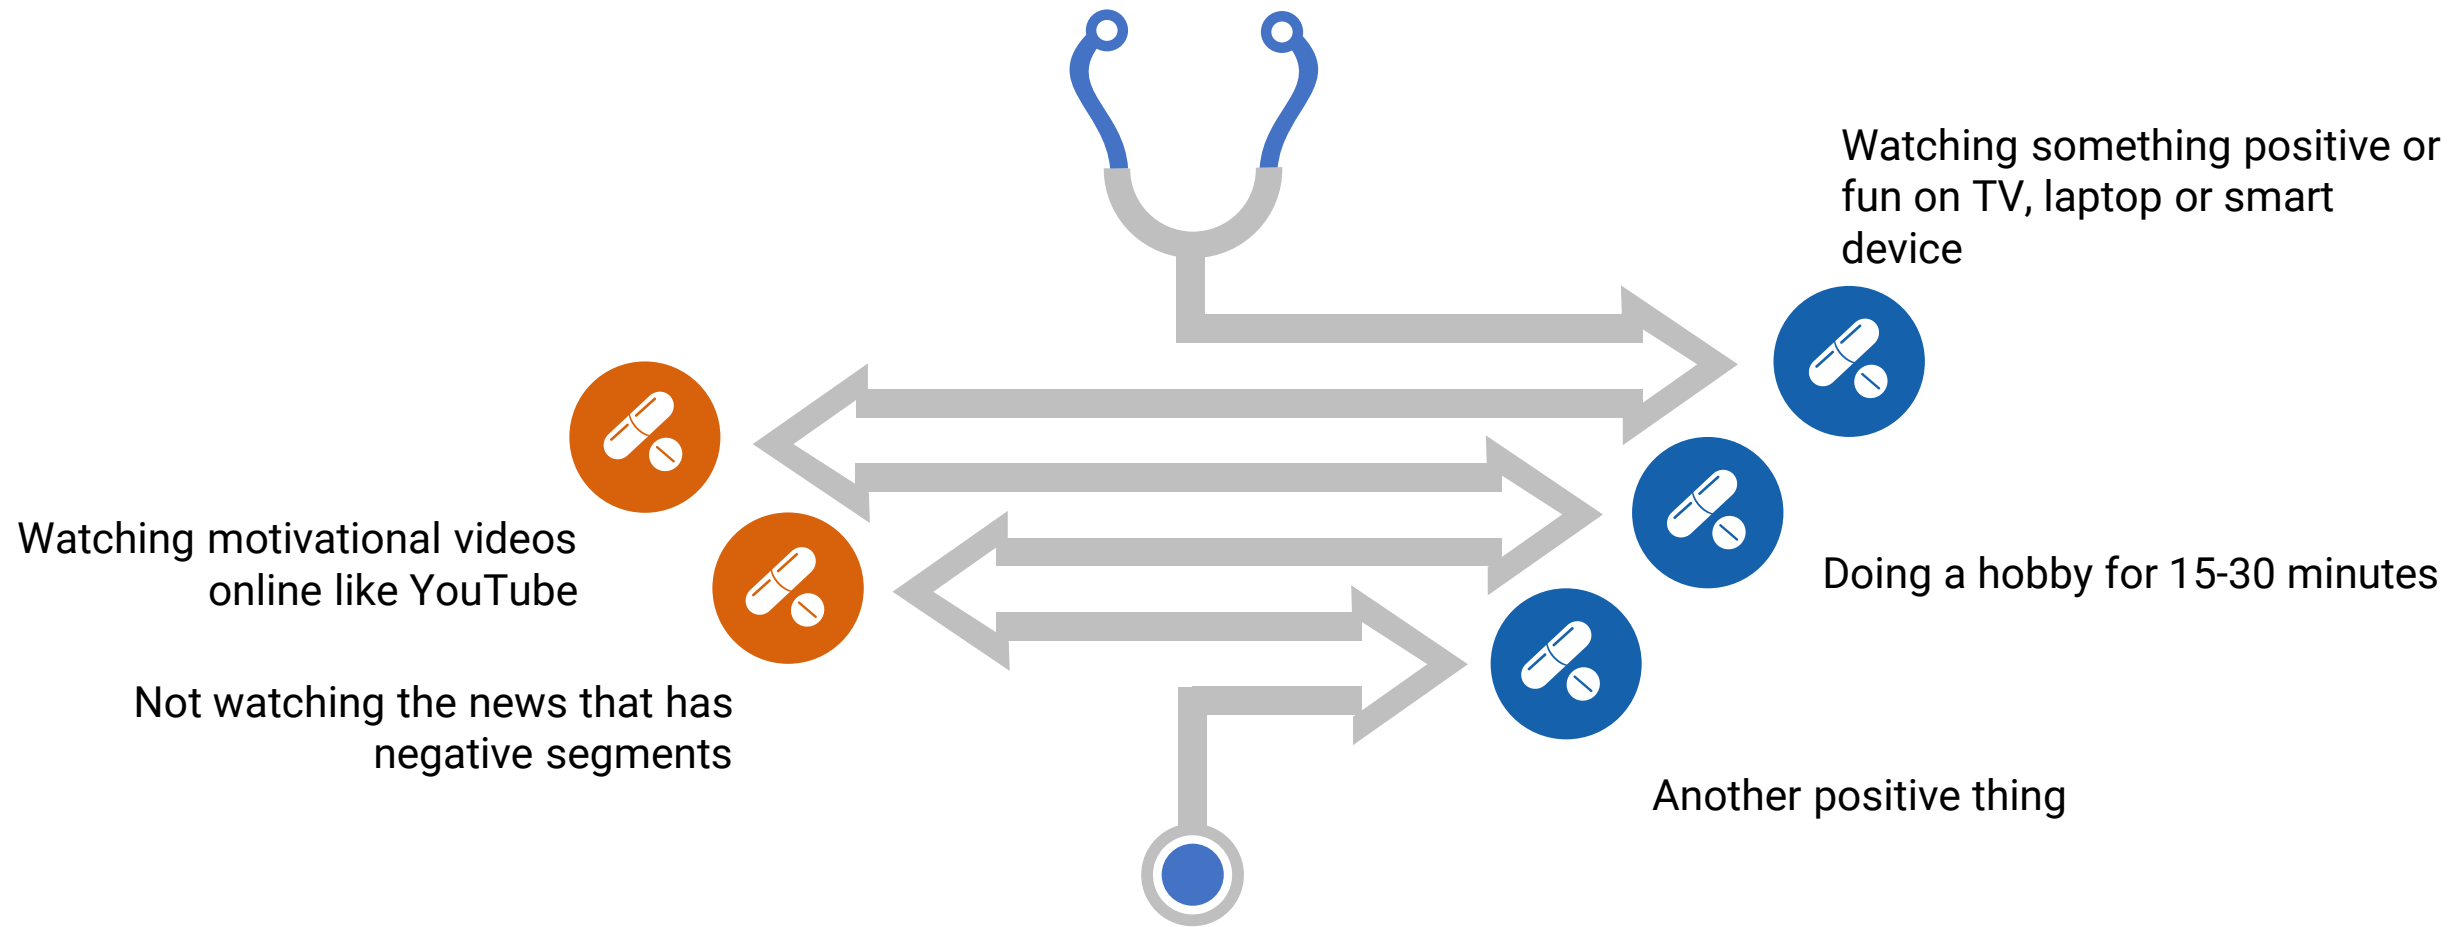 Watching something positive or
fun on TV, laptop or smart
device
Watching motivational videos
online like YouTube
Doing a hobby for 15-30 minutes
Not watching the news that has
negative segments
Another positive thing